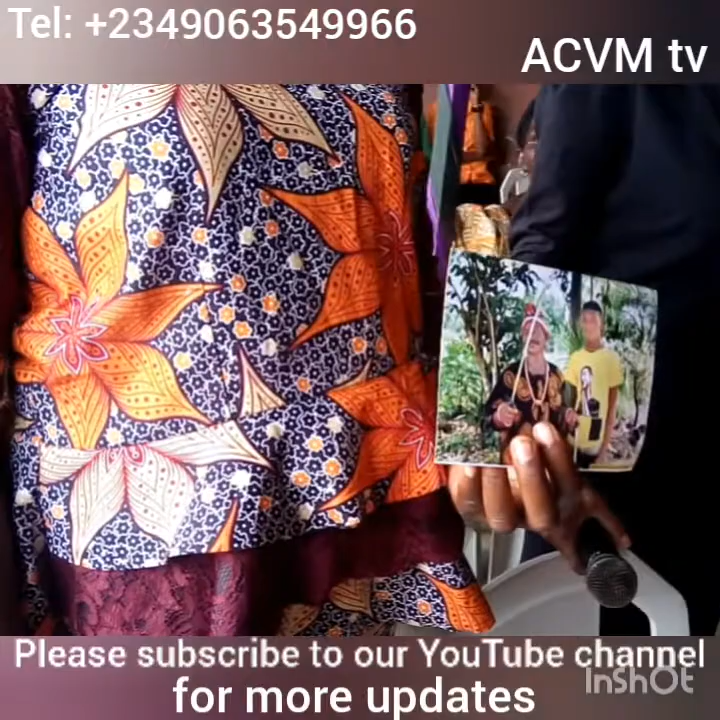 Tel: +2349063549966
ACVM tv
Please subscribe to our YouTube channel
for more updates
InShOt